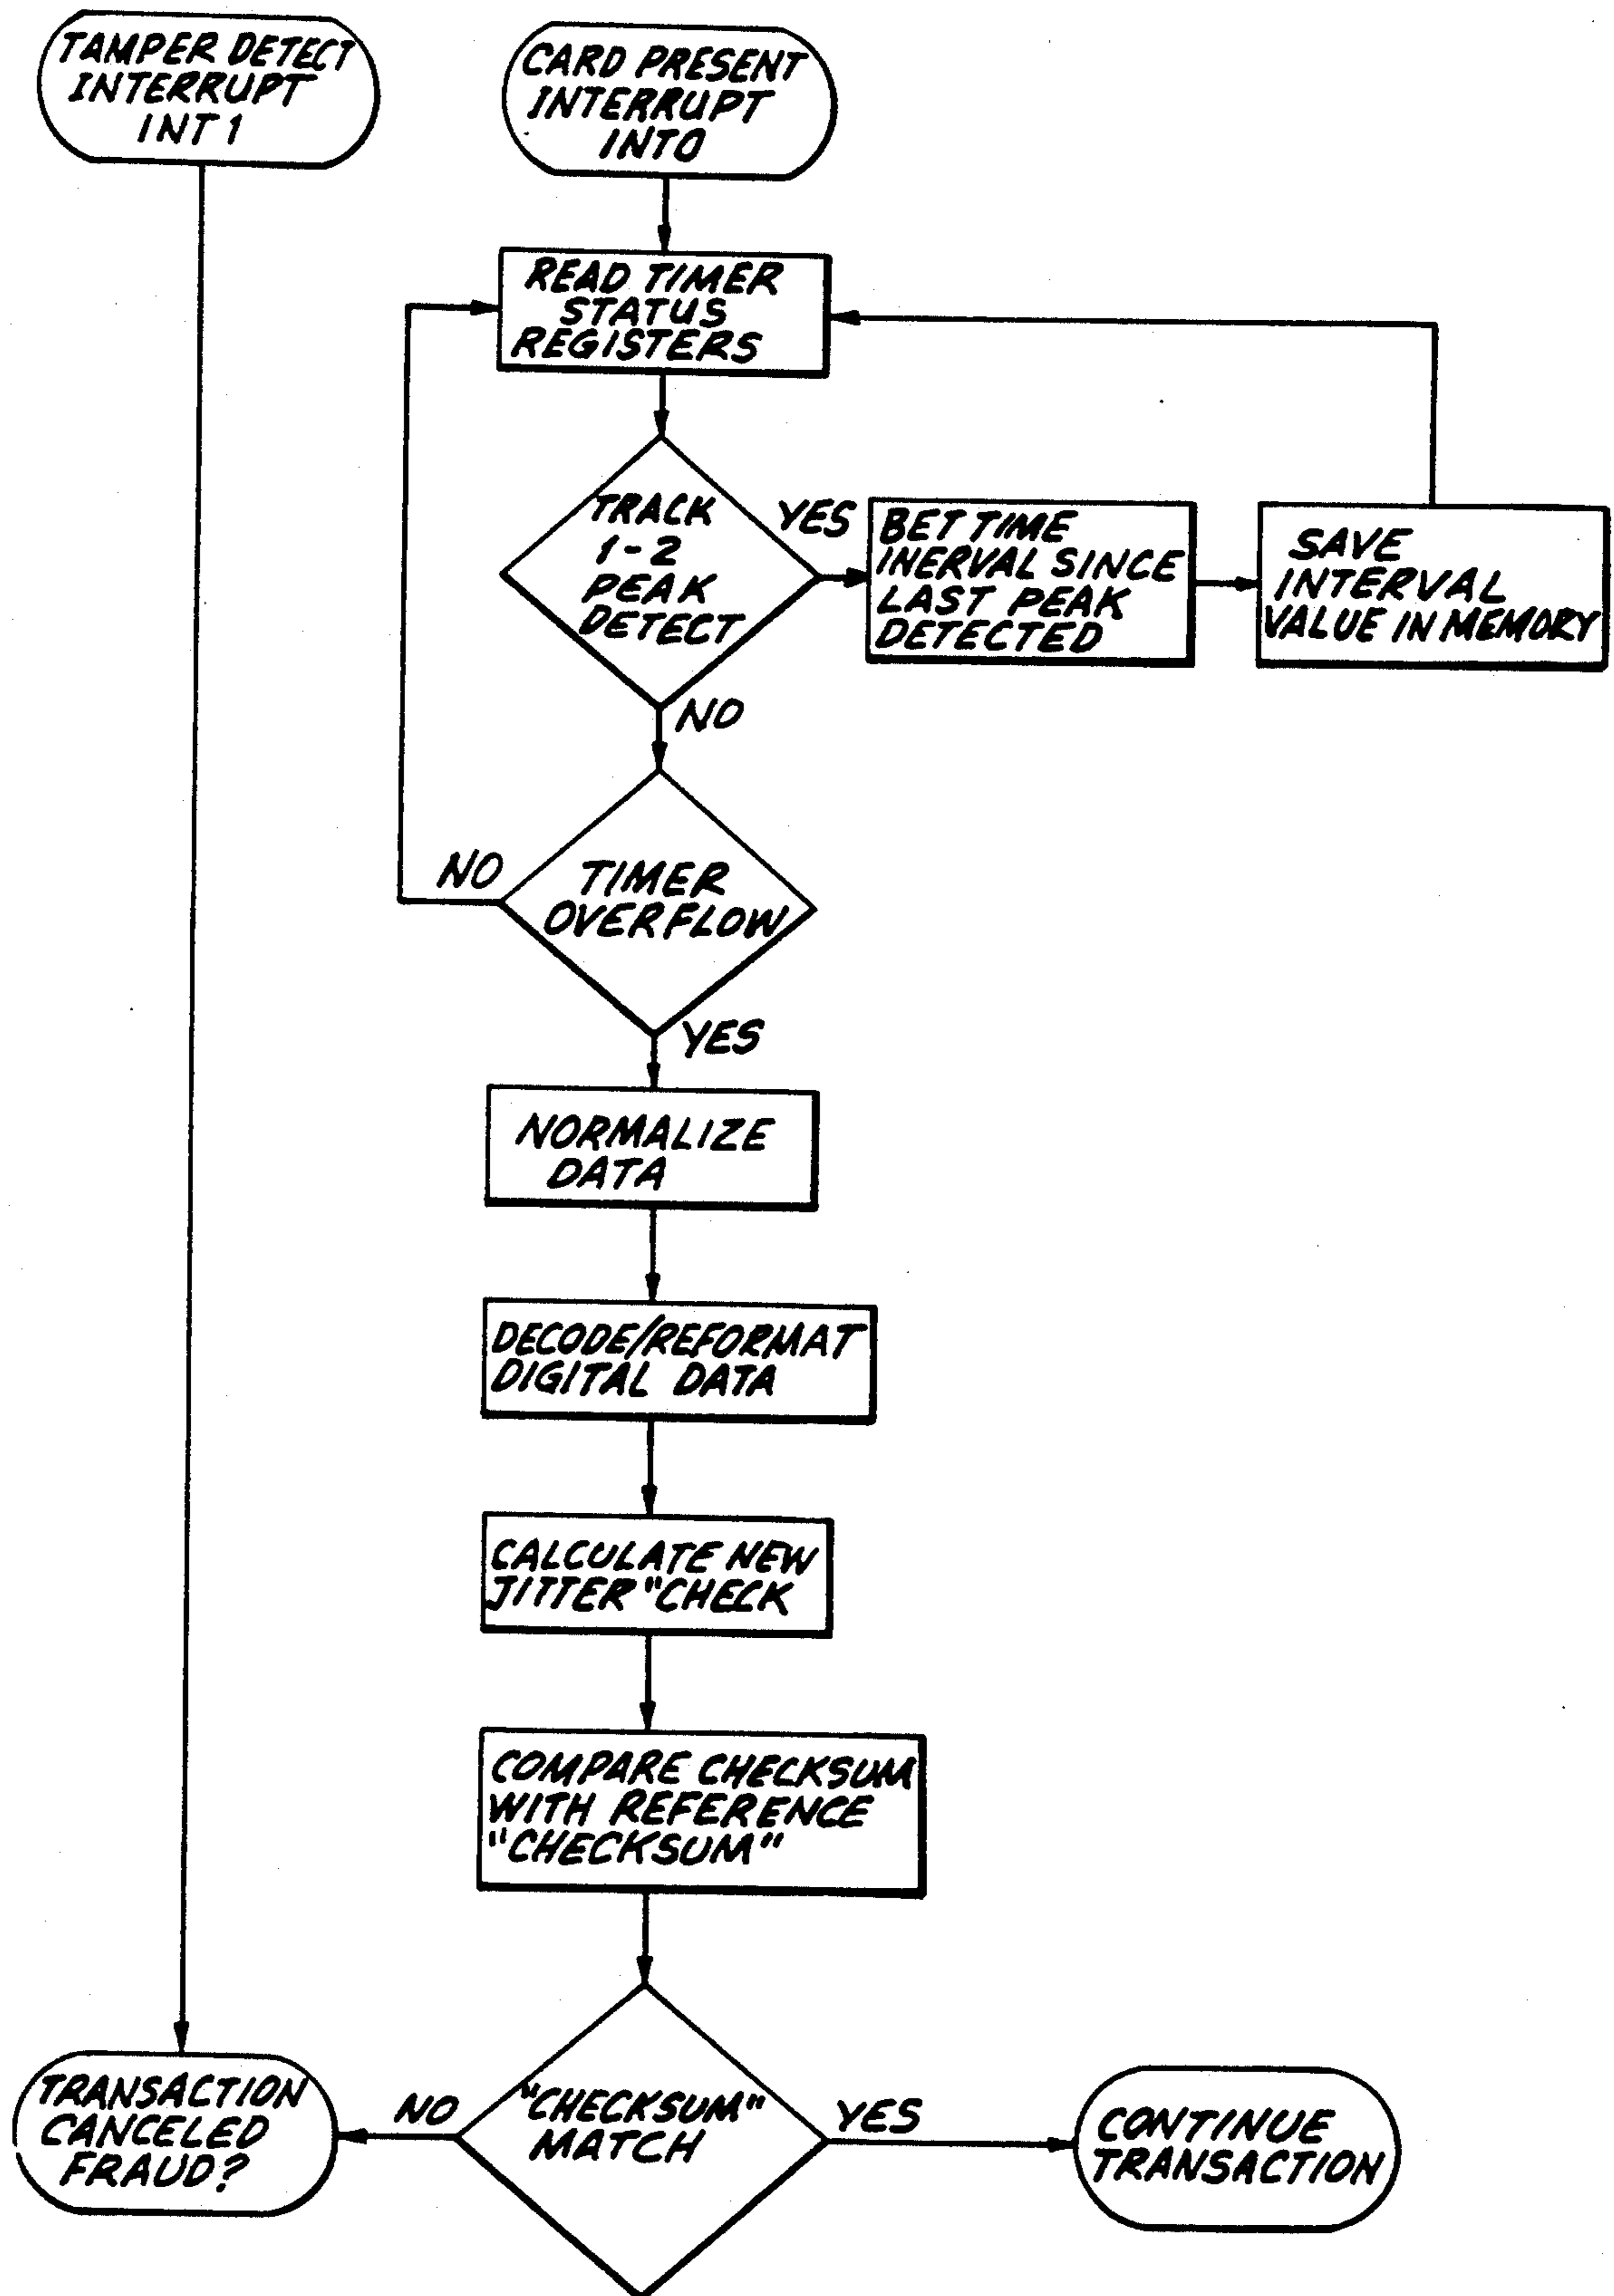 TAMPER DETECT
INTERRUPT
INT 1
CARD PRESENT
INTERRUPT
INTO
READ TIMER
STATUS
REGISTERS
TRACK
1-2
PEAK
DETECT
YES
BET TIME
INERVAL SINCE
LAST PEAK
DETECTED
SAVE
INTERVAL
VALUE IN MEMORY
NO
TIMER
OVERFLOW
NO
YES
NORMALIZE
DATA
DECODE/REFORMAT
DIGITAL DATA
CALCULATE NEW
JITTER "CHECK
COMPARE CHECKSUM
WITH REFERENCE
"CHECKSUM"
"CHECKSUM"
MATCH
NO
TRANSACTION
CANCELED
FRAUD?
YES
CONTINUE
TRANSACTION